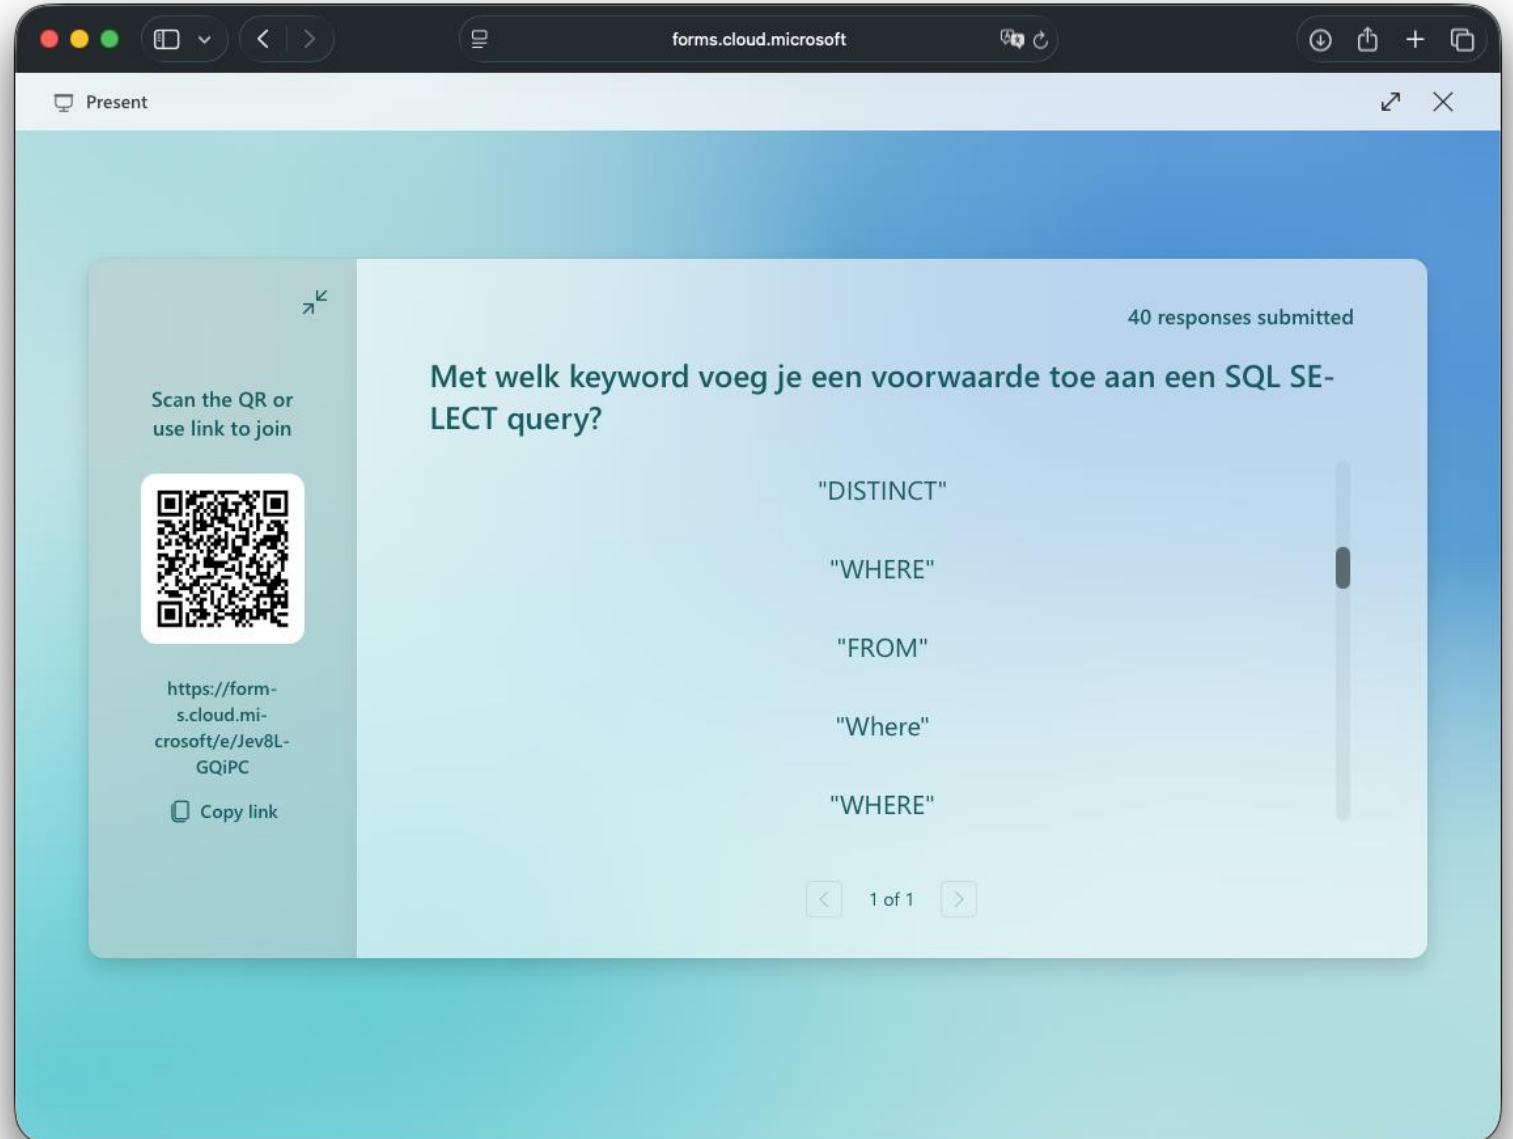 forms.cloud.microsoft
Present
40 responses submitted
Met welk keyword voeg je een voorwaarde toe aan een SQL SE-
LECT query?
Scan the QR or
use link to join
https://form-
s.cloud.mi-
crosoft/e/Jev8L-
GQiPC
Copy link
"DISTINCT"
"WHERE"
"FROM"
"Where"
"WHERE"
1 of 1